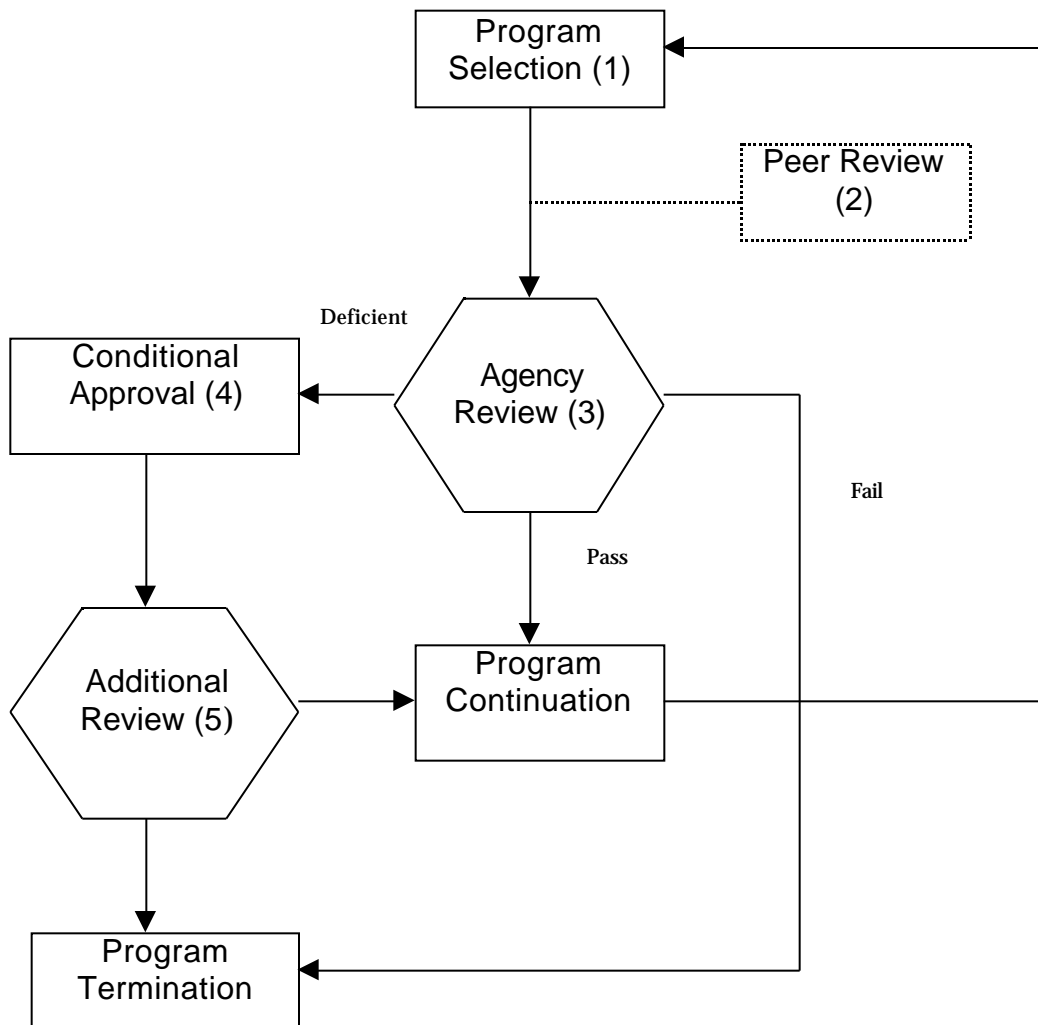 Program
Selection (1)
Peer Review
(2)
Deficient
Conditional
Approval (4)
Agency
Review (3)
Fail
Pass
Additional
Review (5)
Program
Continuation
Program
Termination